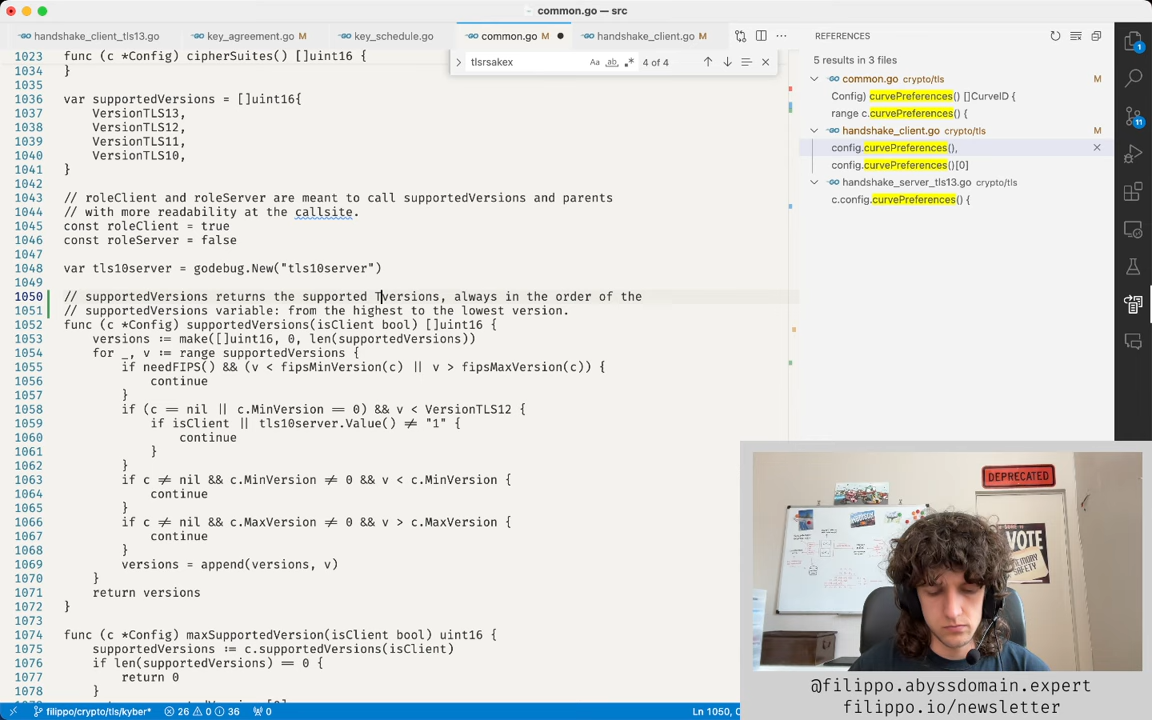 common.go — src
handshake_client_tls13.go
key_agreement.go M
key_schedule.go
common.go M
handshake_client.go M
REFERENCES
1023 func (c *Config) cipherSuites() []uint16 {
tlsrsakex
Aa ab .* 4 of 4
5 results in 3 files
common.go crypto/tls M
Config) curvePreferences() []CurveID {
range c.curvePreferences() {
handshake_client.go crypto/tls M
config.curvePreferences(),
config.curvePreferences()[0]
handshake_server_tls13.go crypto/tls
c.config.curvePreferences() {
1034 }
1035
1036 var supportedVersions = []uint16{
1037 VersionTLS13,
1038 VersionTLS12,
1039 VersionTLS11,
1040 VersionTLS10,
1041 }
1042
1043 // roleClient and roleServer are meant to call supportedVersions and parents
1044 // with more readability at the callsite.
1045 const roleClient = true
1046 const roleServer = false
1047
1048 var tls10server = godebug.New("tls10server")
1049
1050 // supportedVersions returns the supported Tversions, always in the order of the
1051 // supportedVersions variable: from the highest to the lowest version.
1052 func (c *Config) supportedVersions(isClient bool) []uint16 {
1053 versions := make([]uint16, 0, len(supportedVersions))
1054 for _, v := range supportedVersions {
1055 if needFIPS() && (v < fipsMinVersion(c) || v > fipsMaxVersion(c)) {
1056 continue
1057 }
1058 if (c == nil || c.MinVersion == 0) && v < VersionTLS12 {
1059 if isClient || tls10server.Value() ≠ "1" {
1060 continue
1061 }
1062 }
1063 if c ≠ nil && c.MinVersion ≠ 0 && v < c.MinVersion {
1064 continue
1065 }
1066 if c ≠ nil && c.MaxVersion ≠ 0 && v > c.MaxVersion {
1067 continue
1068 }
1069 versions = append(versions, v)
1070 }
1071 return versions
1072 }
1073
1074 func (c *Config) maxSupportedVersion(isClient bool) uint16 {
1075 supportedVersions := c.supportedVersions(isClient)
1076 if len(supportedVersions) == 0 {
1077 return 0
1078 }
1
11
DEPRECATED
VOTE
@filippo.abyssdomain.expert
filippo.io/newsletter
filippo/crypto/tls/kyber* 26 0 36 0
Ln 1050, C